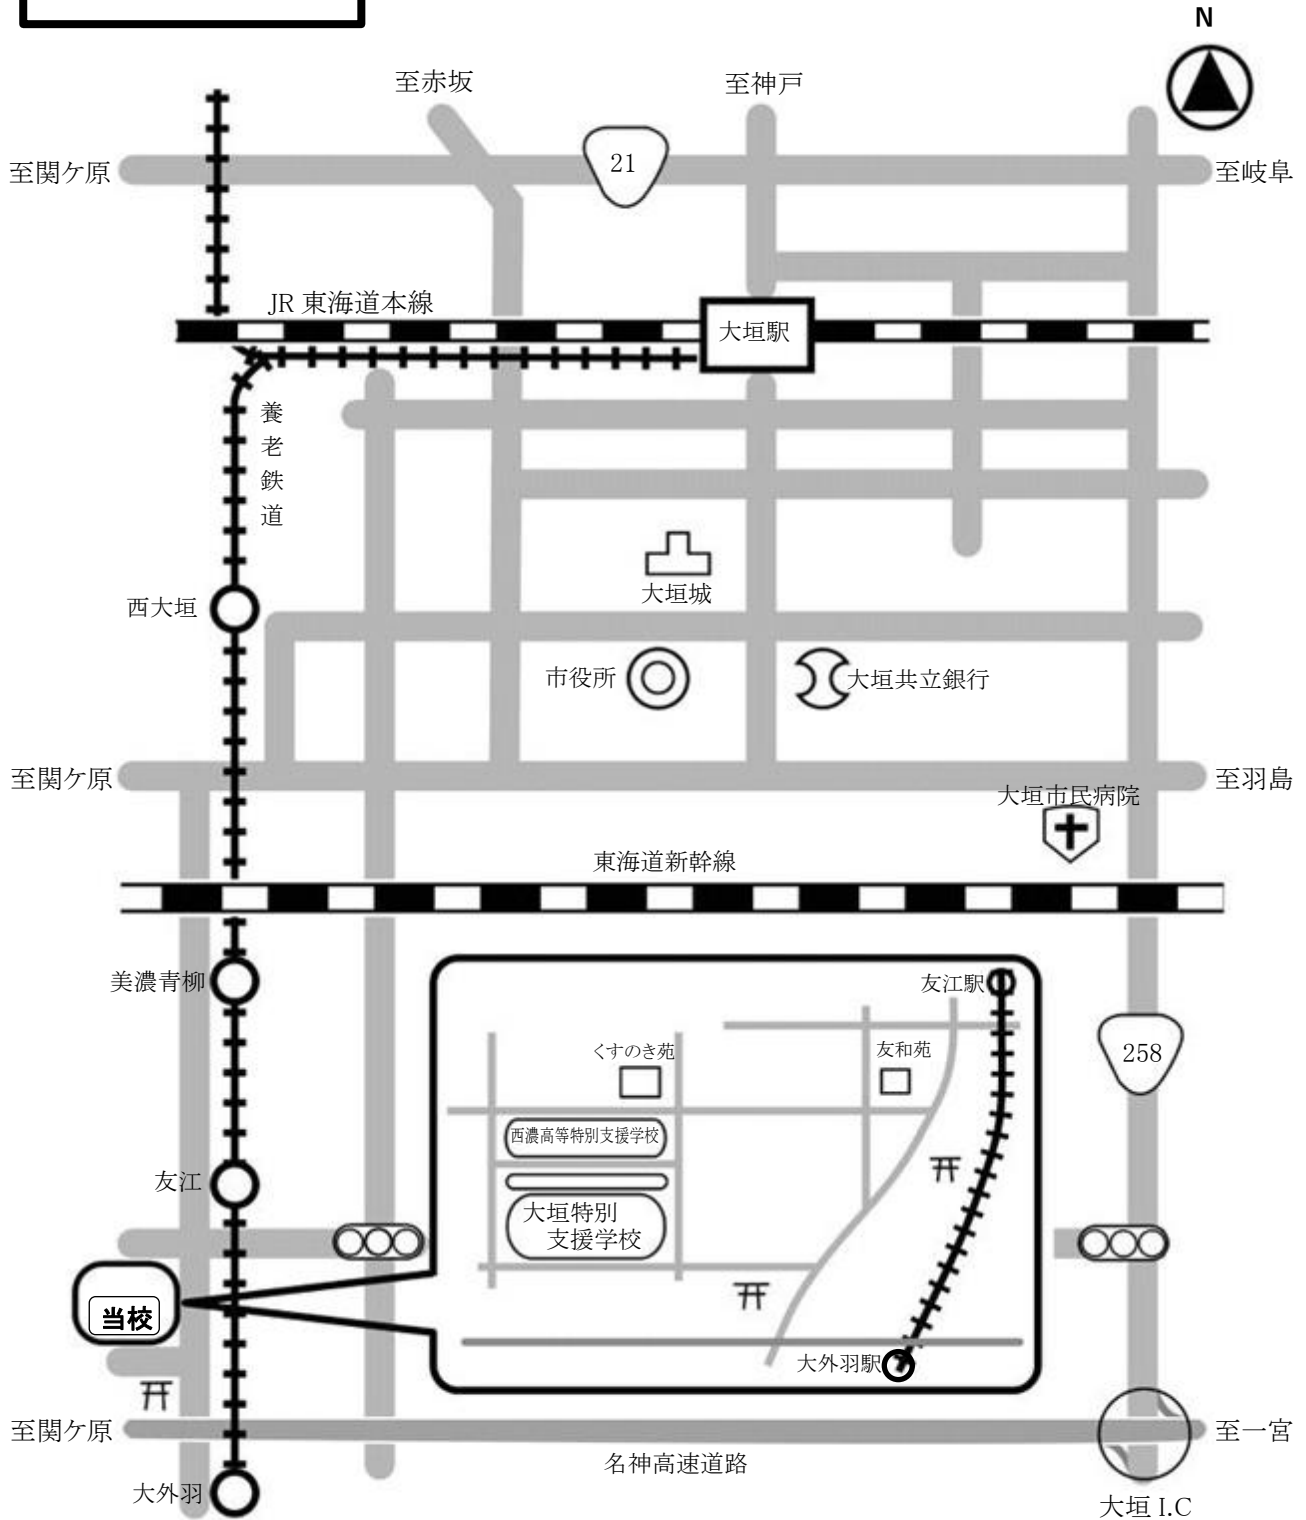 N
至赤坂
至神戸
至関ケ原
21
至岐阜
JR 東海道本線
大垣駅
養老鉄道
大垣城
西大垣
市役所
大垣共立銀行
至関ケ原
至羽島
大垣市民病院
東海道新幹線
美濃青柳
友江駅
くすのき苑
友和苑
258
西濃高等特別支援学校
友江
大垣特別
支援学校
当校
大外羽駅
至関ケ原
至一宮
名神高速道路
大外羽
大垣 I.C